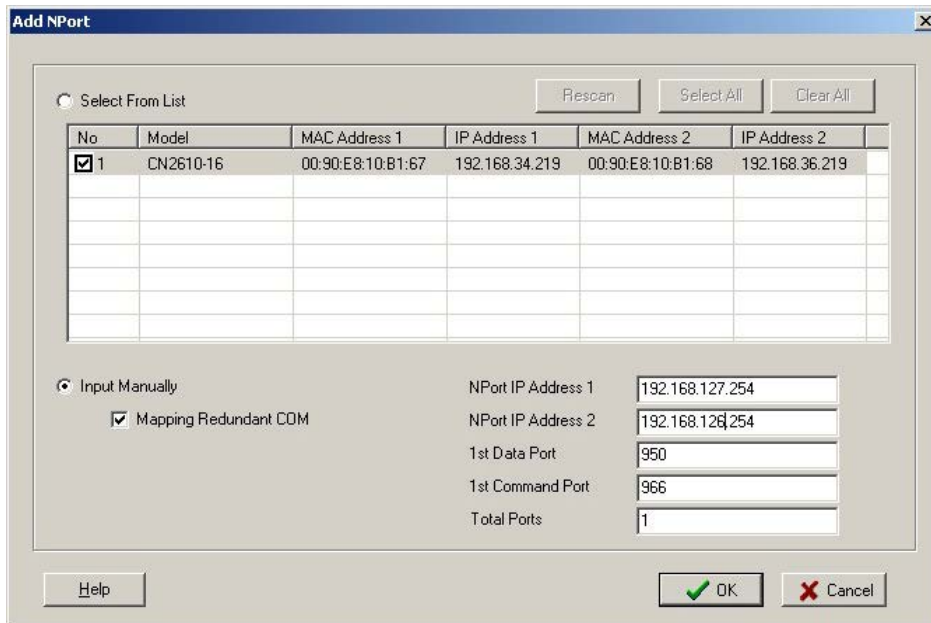 Add NPort
Select From List
Rescan
Select All
Clear All
No Model MAC Address 1 IP Address 1 MAC Address 2 IP Address 2
1 CN2610-16 00:90:E8:10:B1:67 192.168.34.219 00:90:E8:10:B1:68 192.168.36.219
Input Manually
Mapping Redundant COM
NPort IP Address 1 192.168.127.254
NPort IP Address 2 192.168.126.254
1st Data Port 950
1st Command Port 966
Total Ports 1
Help
OK
Cancel